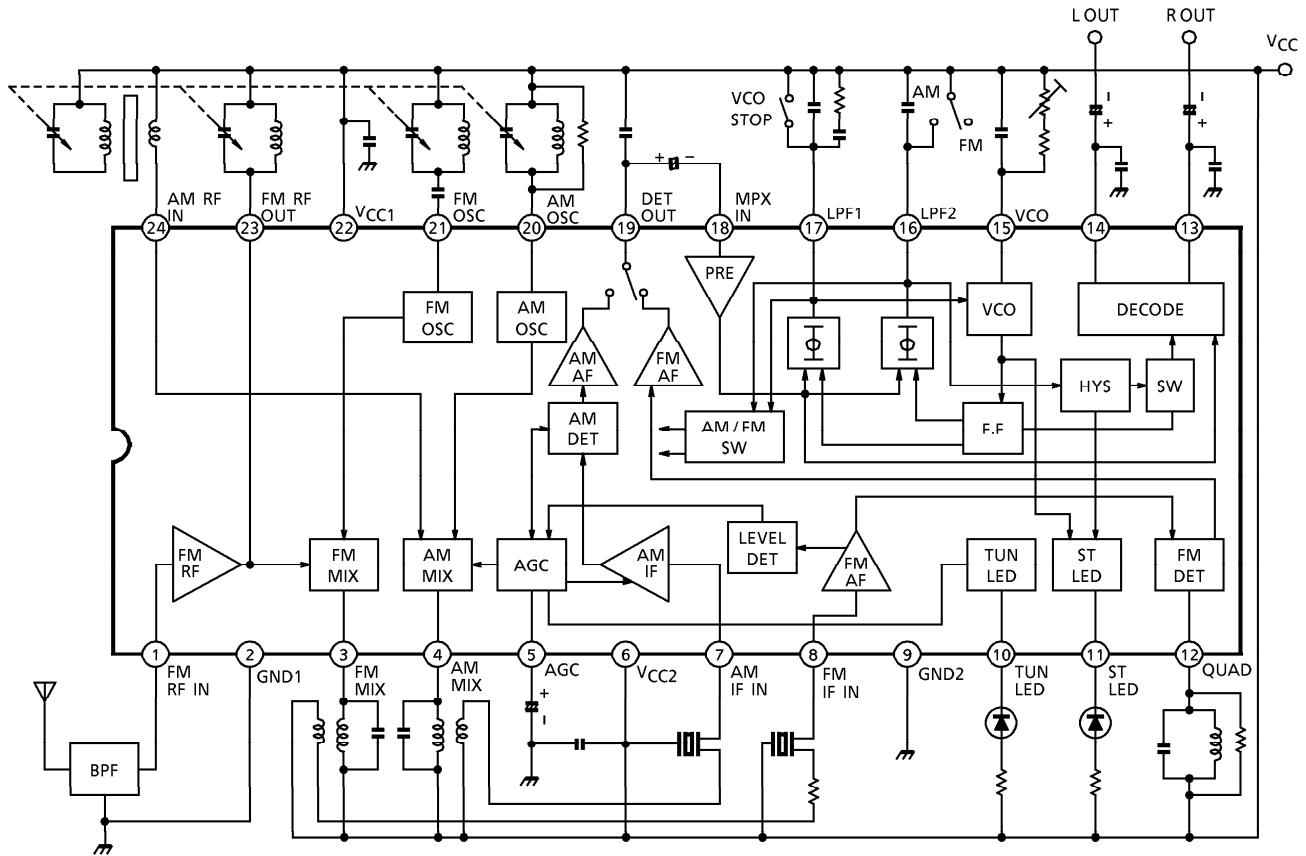 L OUT
R OUT
VCC
VCO
STOP
AM
FM
AM RF
IN
FM RF
OUT
VCC1
FM
OSC
AM
OSC
DET
OUT
MPX
IN
LPF1
LPF2
VCO
24
23
22
21
20
19
18
17
16
15
14
13
PRE
FM
OSC
AM
OSC
VCO
DECODE
AM
AF
FM
AF
HYS
SW
AM
DET
AM / FM
SW
F.F
FM
RF
FM
MIX
AM
MIX
AGC
AM
IF
LEVEL
DET
FM
AF
TUN
LED
ST
LED
FM
DET
1
2
3
4
5
6
7
8
9
10
11
12
FM
RF IN
GND1
FM
MIX
AM
MIX
AGC
VCC2
AM
IF IN
FM
IF IN
GND2
TUN
LED
ST
LED
QUAD
BPF